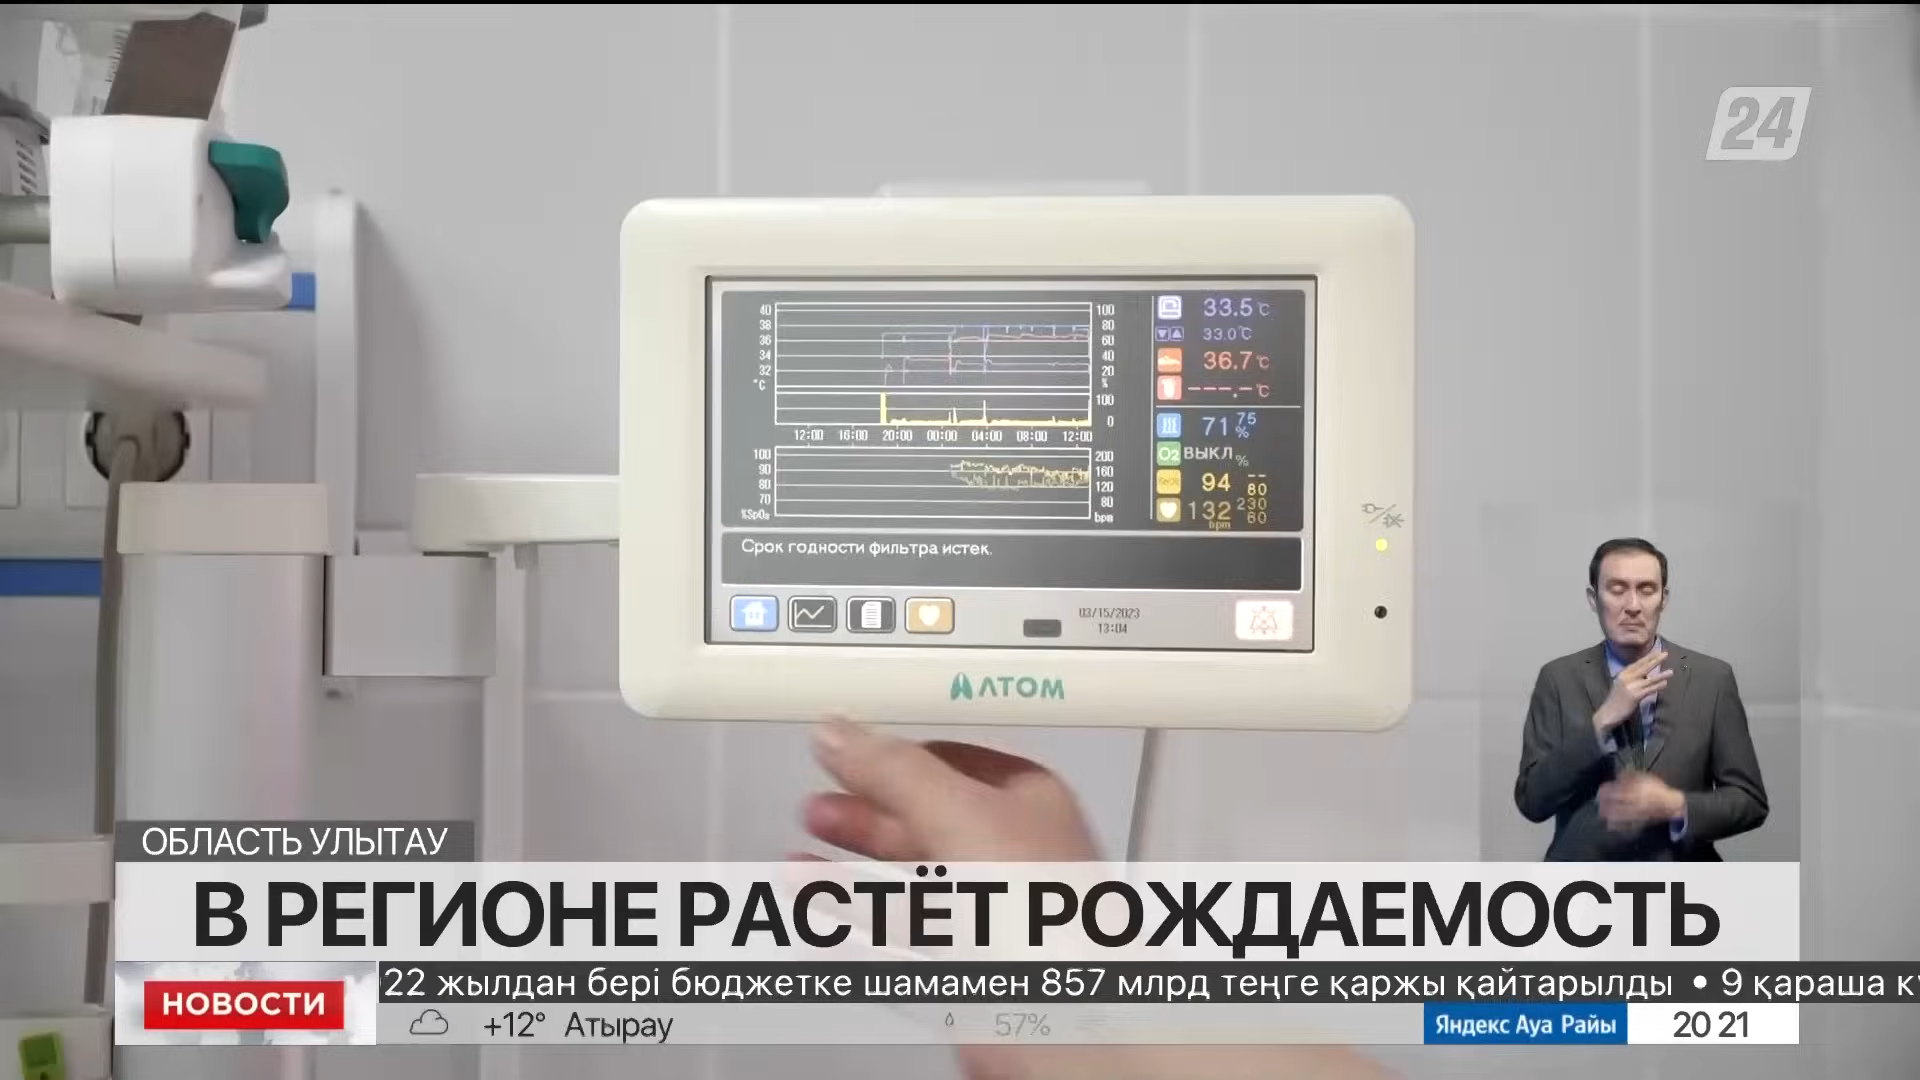 24
40
38
36
34
32
°C
100
80
60
40
20
%
100
0
12:00 16:00 20:00 00:00 04:00 08:00 12:00
100
90
80
70
%SpO₂
200
160
120
80
bpm
33.5 °C
33.0 °C
36.7 °C
---.- °C
71 75 %
O2 ВЫКЛ %
94 -- 80
132 230 60
bpm
Срок годности фильтра истек.
03/15/2023
13:04
ATOM
ОБЛАСТЬ УЛЫТАУ
В РЕГИОНЕ РАСТЁТ РОЖДАЕМОСТЬ
НОВОСТИ
22 жылдан бері бюджетке шамамен 857 млрд теңге қаржы қайтарылды • 9 қараша
+12° Атырау 57% Яндекс Ауа Райы 20 21